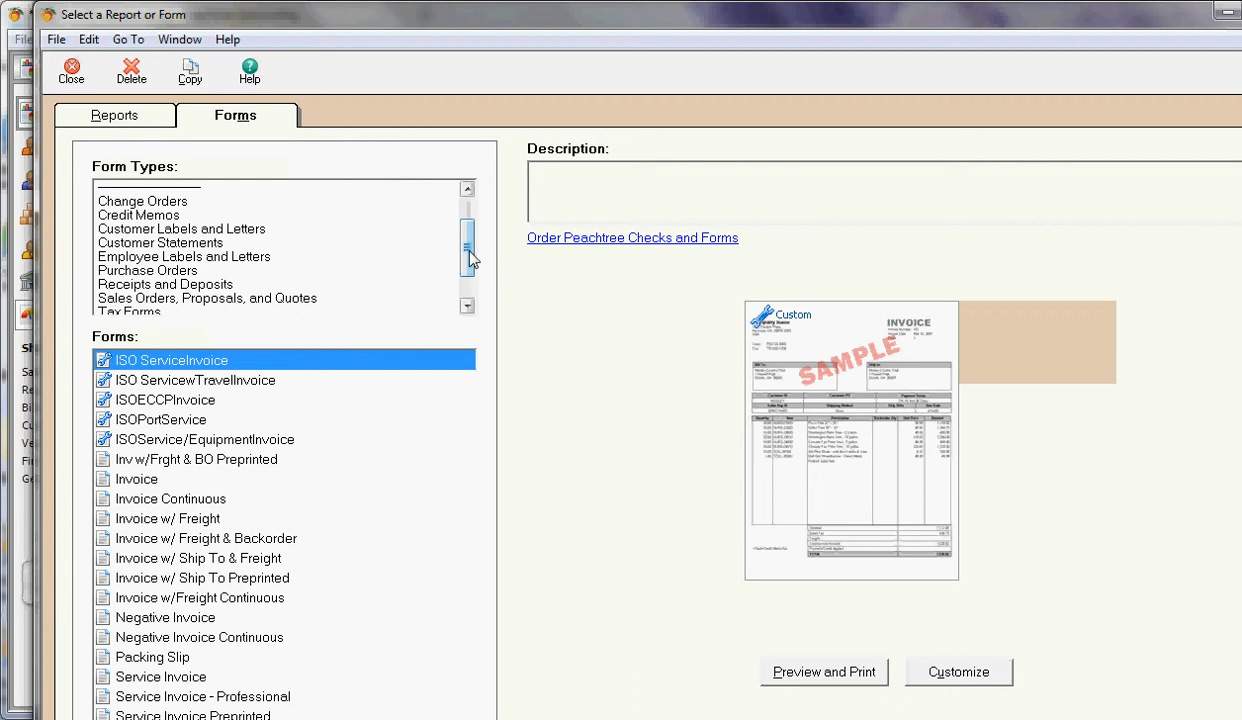 Select a Report or Form
File Edit Go To Window Help
Close Delete Copy Help
Reports Forms
Form Types:
Change Orders
Credit Memos
Customer Labels and Letters
Customer Statements
Employee Labels and Letters
Purchase Orders
Receipts and Deposits
Sales Orders, Proposals, and Quotes
Tax Forms
Forms:
ISO ServiceInvoice
ISO ServicewTravelInvoice
ISOECCPInvoice
ISOPortService
ISOService/EquipmentInvoice
Inv w/Frght & BO Preprinted
Invoice
Invoice Continuous
Invoice w/ Freight
Invoice w/ Freight & Backorder
Invoice w/ Ship To & Freight
Invoice w/ Ship To Preprinted
Invoice w/Freight Continuous
Negative Invoice
Negative Invoice Continuous
Packing Slip
Service Invoice
Service Invoice - Professional
Service Invoice Preprinted
Description:
Order Peachtree Checks and Forms
Custom
INVOICE
SAMPLE
TOTAL
Preview and Print Customize